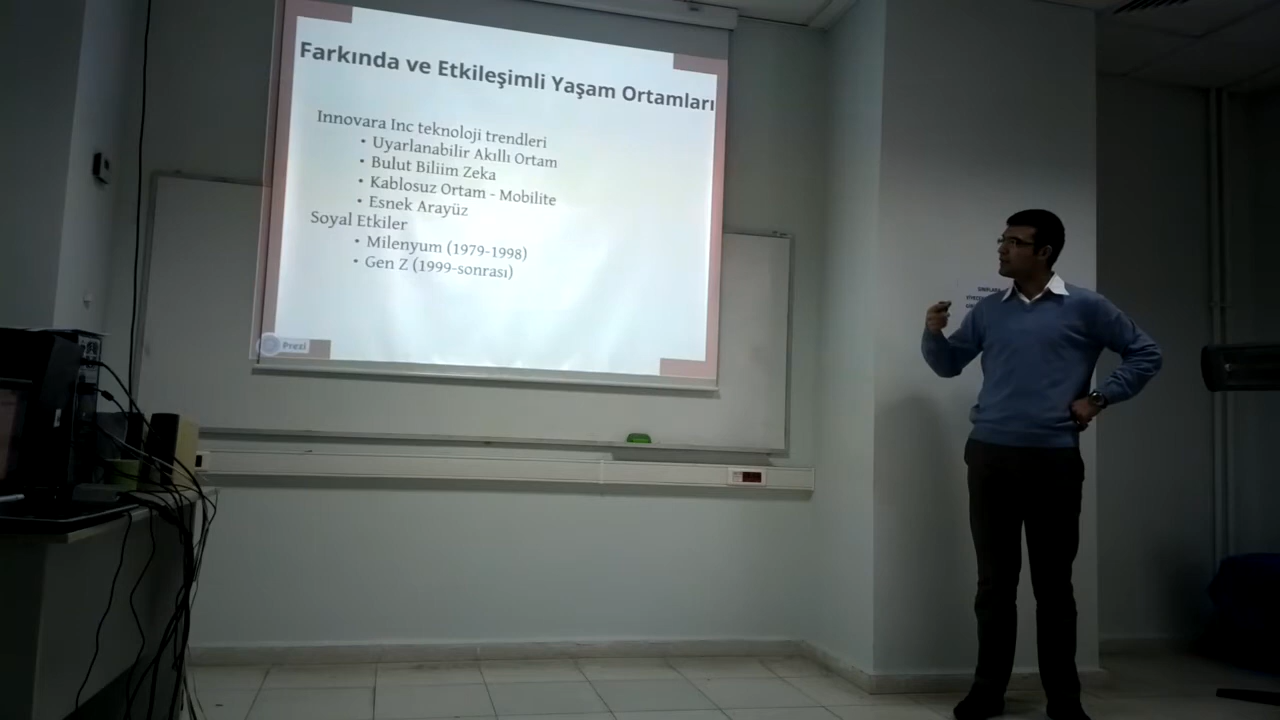 Farkında ve Etkileşimli Yaşam Ortamları
Innovara Inc teknoloji trendleri
• Uyarlanabilir Akıllı Ortam
• Bulut Biliim Zeka
• Kablosuz Ortam - Mobilite
• Esnek Arayüz
Soyal Etkiler
• Milenyum (1979-1998)
• Gen Z (1999-sonrası)
Prezi